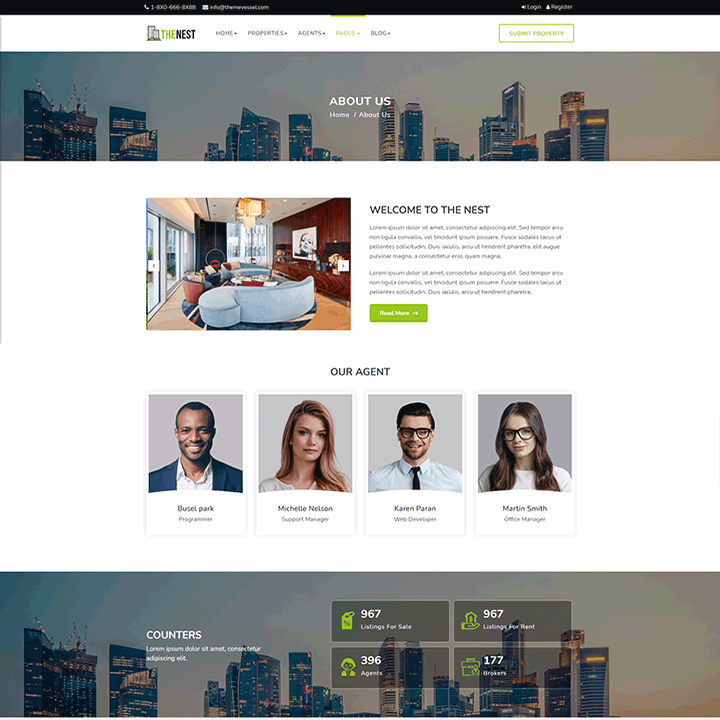 1-8X0-666-8X88 info@themevessel.com Login Register
THENEST HOME PROPERTIES AGENTS PAGES BLOG SUBMIT PROPERTY
ABOUT US
Home / About Us
WELCOME TO THE NEST
Lorem ipsum dolor sit amet, consectetur adipiscing elit. Sed tempor arcu
non ligula convallis, vel tincidunt ipsum posuere. Fusce sodales lacus ut
pellentes sollicitudin. Duis iaculis, arcu ut hendrerit pharetra, elit augue
pulvinar magna, a consectetur eros quam magna.
Lorem ipsum dolor sit amet, consectetur adipiscing elit. Sed tempor arcu
non ligula convallis, vel tincidunt ipsum posuere. Fusce sodales lacus ut
pellentes sollicitudin. Duis iaculis, arcu ut hendrerit pharetra,
Read More
OUR AGENT
Busel park
Programmer
Michelle Nelson
Support Manager
Karen Paran
Web Developer
Martin Smith
Office Manager
COUNTERS
Lorem ipsum dolor sit amet, consectetur
adipiscing elit.
967
Listings For Sale
967
Listings For Rent
396
Agents
177
Brokers